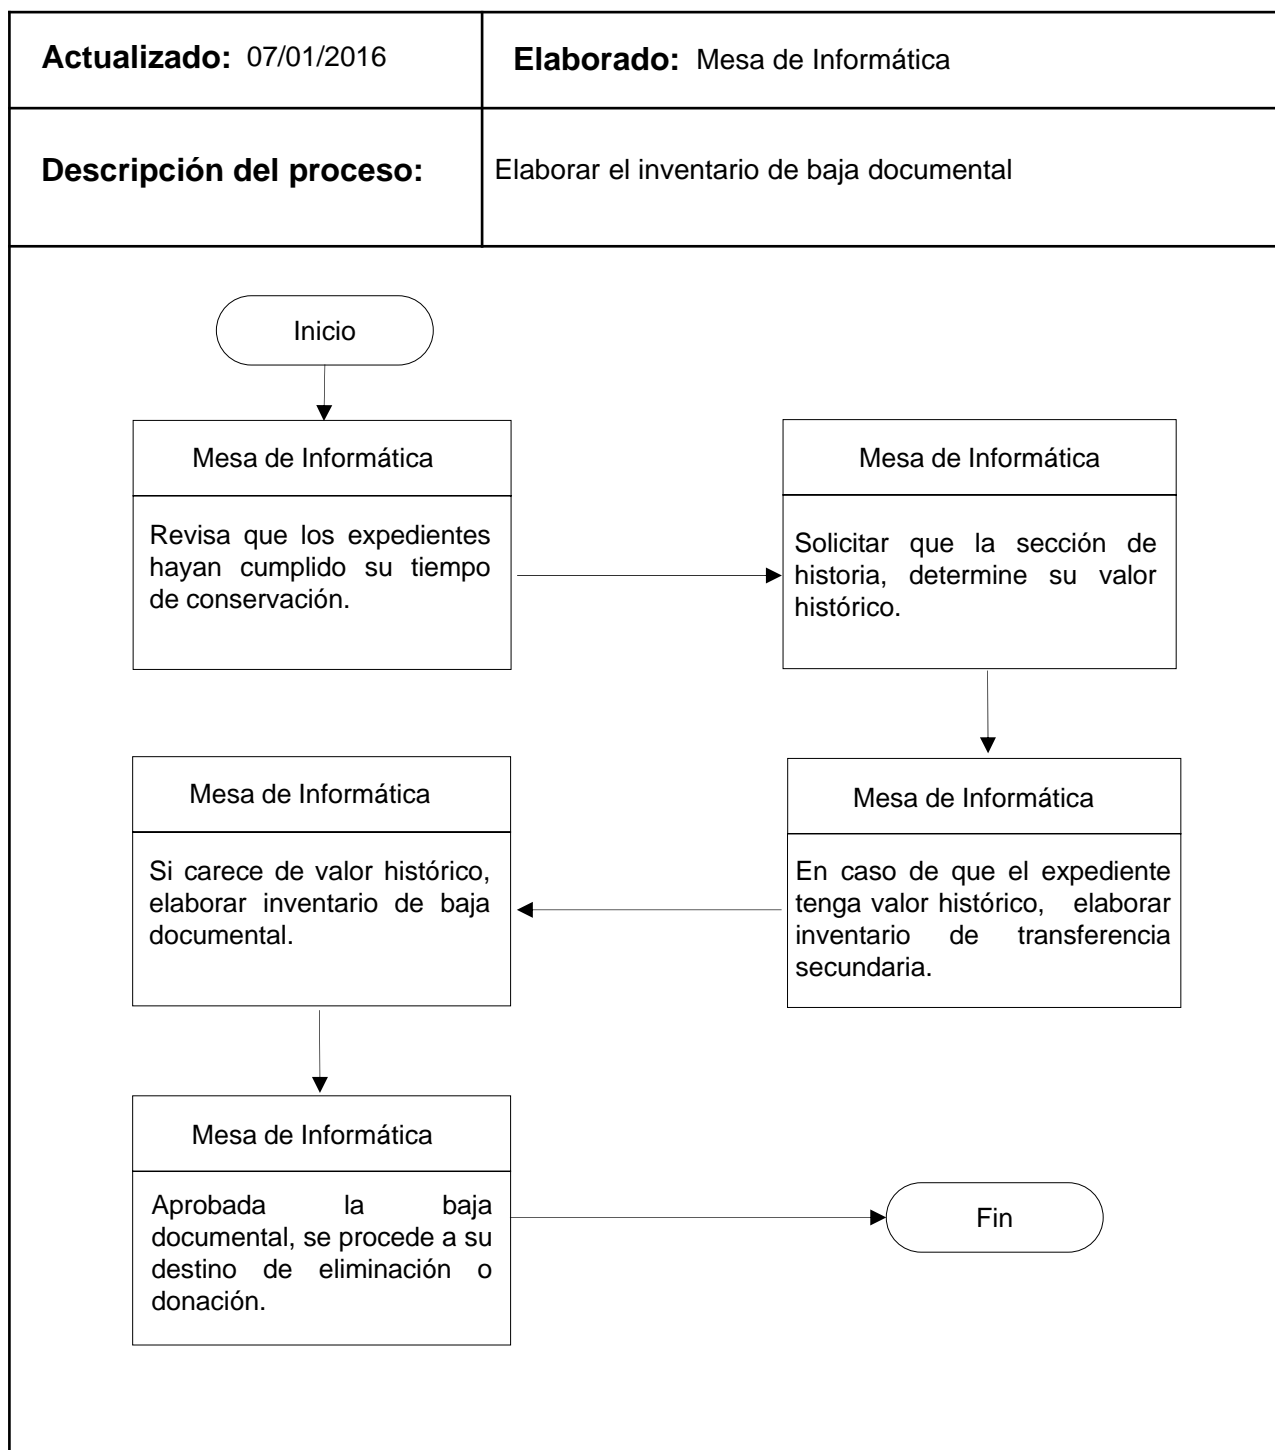 Actualizado: 07/01/2016
Elaborado: Mesa de Informática
Descripción del proceso:
Elaborar el inventario de baja documental
Inicio
Mesa de Informática
Revisa que los expedientes
hayan cumplido su tiempo
de conservación.
Mesa de Informática
Solicitar que la sección de
historia, determine su valor
histórico.
Mesa de Informática
En caso de que el expediente
tenga valor histórico, elaborar
inventario de transferencia
secundaria.
Mesa de Informática
Si carece de valor histórico,
elaborar inventario de baja
documental.
Mesa de Informática
Aprobada la baja
documental, se procede a su
destino de eliminación o
donación.
Fin